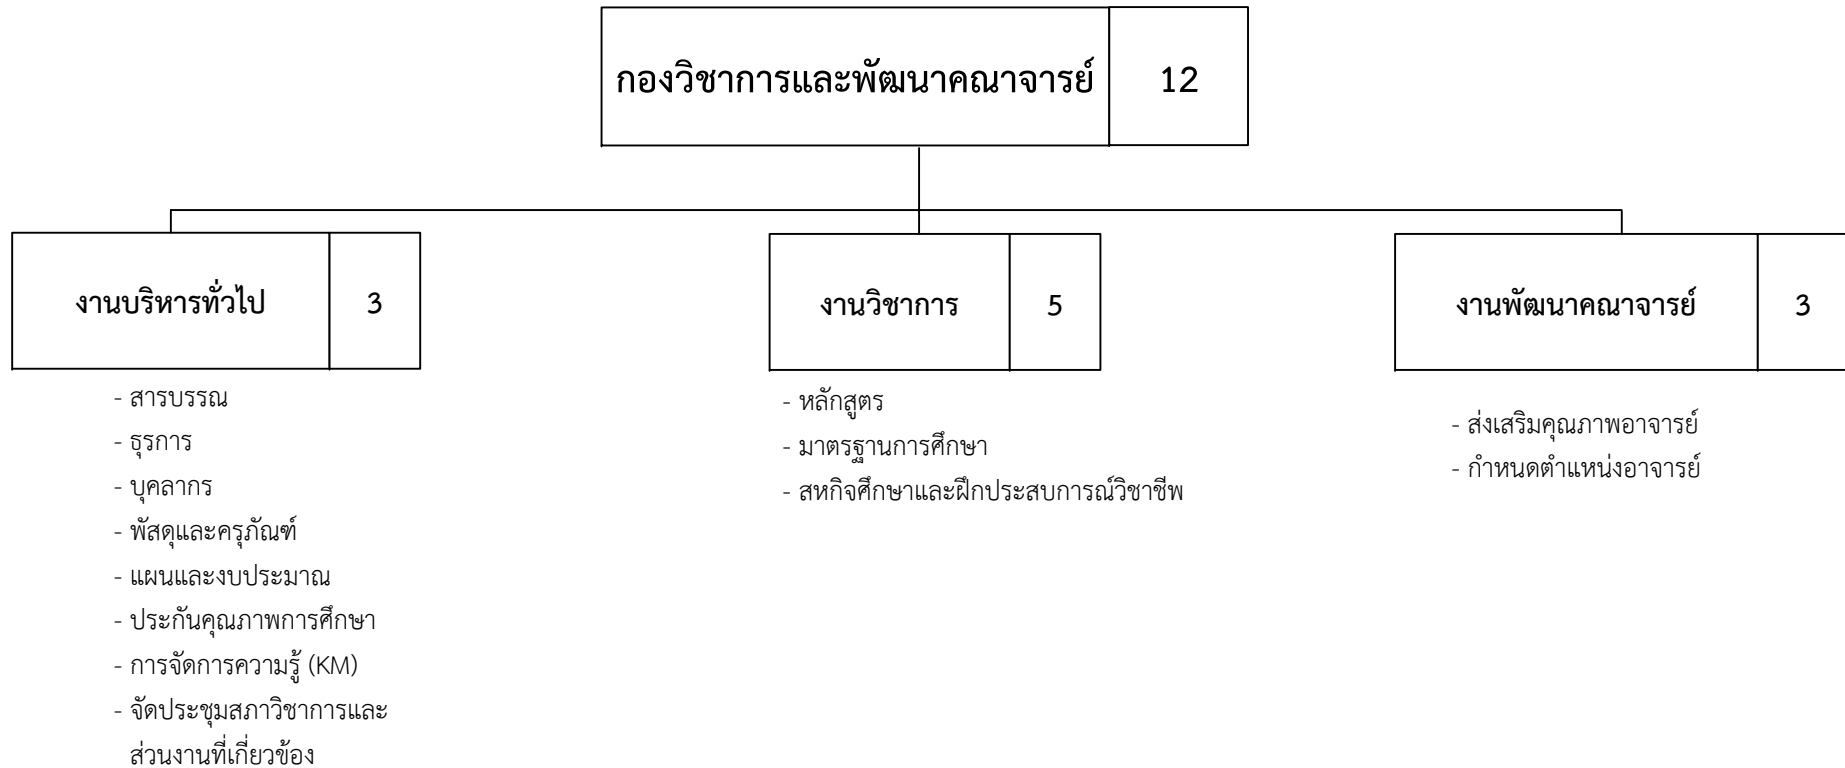 กองวิชาการและพัฒนาคณาจารย์ 12
งานบริหารทั่วไป 3
- สารบรรณ
- ธุรการ
- บุคลากร
- พัสดุและครุภัณฑ์
- แผนและงบประมาณ
- ประกันคุณภาพการศึกษา
- การจัดการความรู้ (KM)
- จัดประชุมสภาวิชาการและ
ส่วนงานที่เกี่ยวข้อง
งานวิชาการ 5
- หลักสูตร
- มาตรฐานการศึกษา
- สหกิจศึกษาและฝึกประสบการณ์วิชาชีพ
งานพัฒนาคณาจารย์ 3
- ส่งเสริมคุณภาพอาจารย์
- กำหนดตำแหน่งอาจารย์